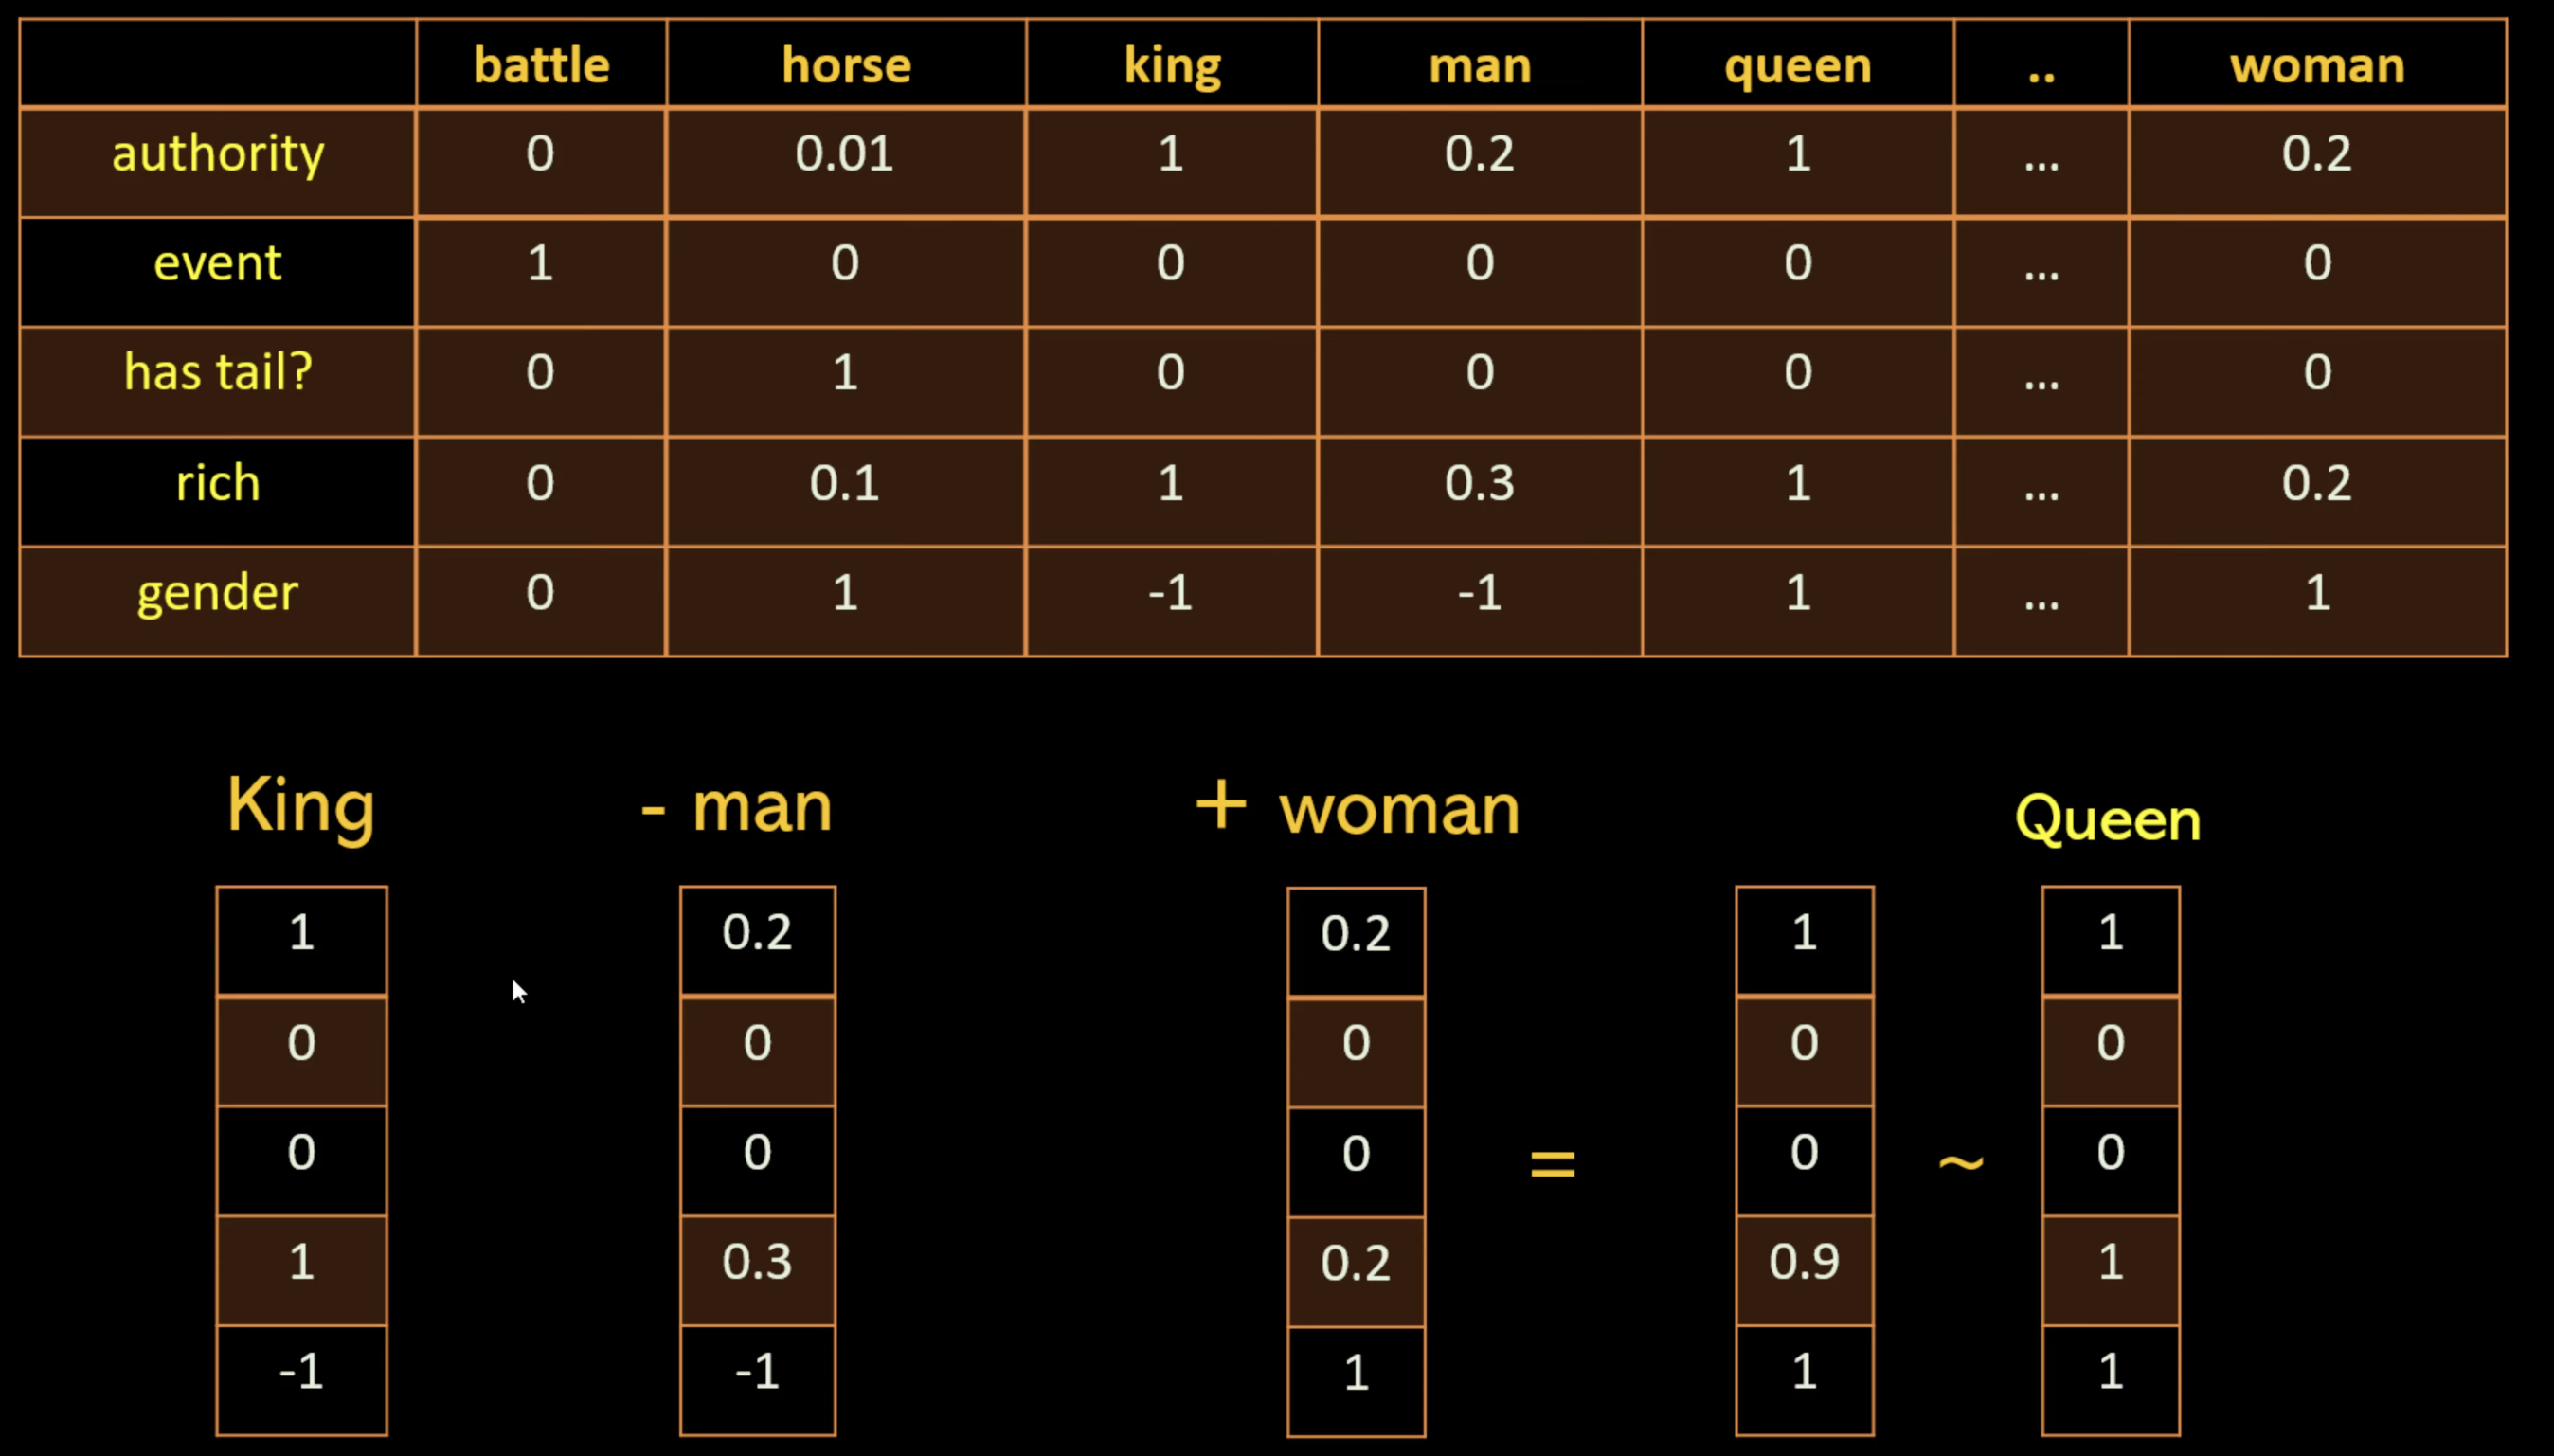 battle horse king man queen .. woman
authority 0 0.01 1 0.2 1 ... 0.2
event 1 0 0 0 0 ... 0
has tail? 0 1 0 0 0 ... 0
rich 0 0.1 1 0.3 1 ... 0.2
gender 0 1 -1 -1 1 ... 1
King - man + woman Queen
1 0.2 0.2 1 1
0 0 0 0 0
0 0 0 = 0 ~ 0
1 0.3 0.2 0.9 1
-1 -1 1 1 1